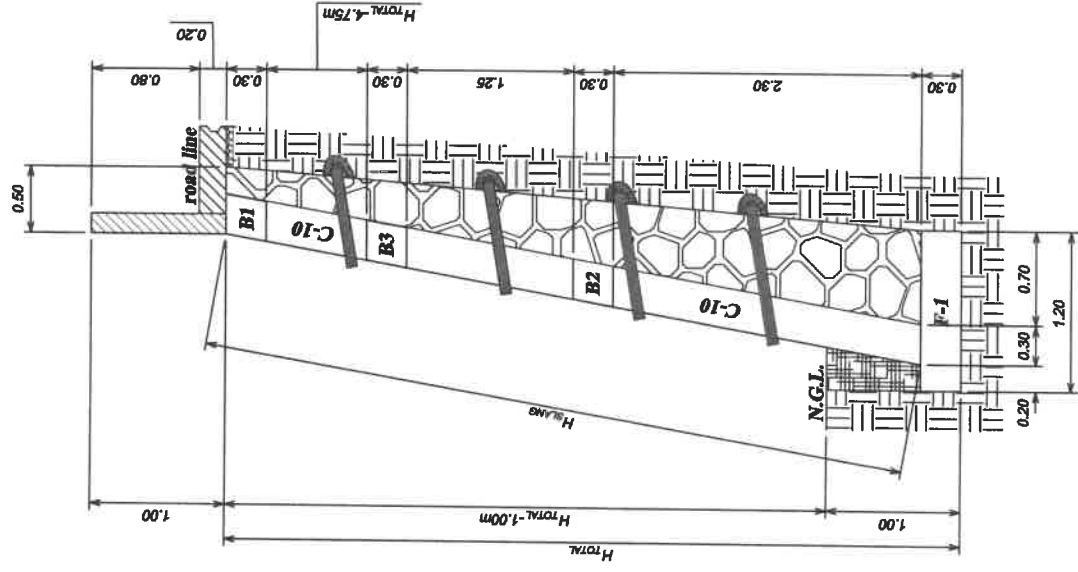 H TOTAL-4.75m
0.20
0.80
0.30
0.30
1.25
0.30
2.30
0.30
road line
0.50
B1
C-10
B3
B2
C-10
F-1
N.G.L.
0.70
0.30
1.20
0.20
H SLANG
1.00
H TOTAL-1.00m
1.00
H TOTAL